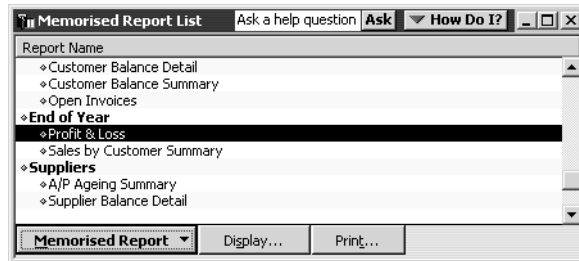 Memorised Report List Ask a help question Ask How Do I?
Report Name
Customer Balance Detail
Customer Balance Summary
Open Invoices
End of Year
Profit & Loss
Sales by Customer Summary
Suppliers
A/P Ageing Summary
Supplier Balance Detail
Memorised Report Display... Print...